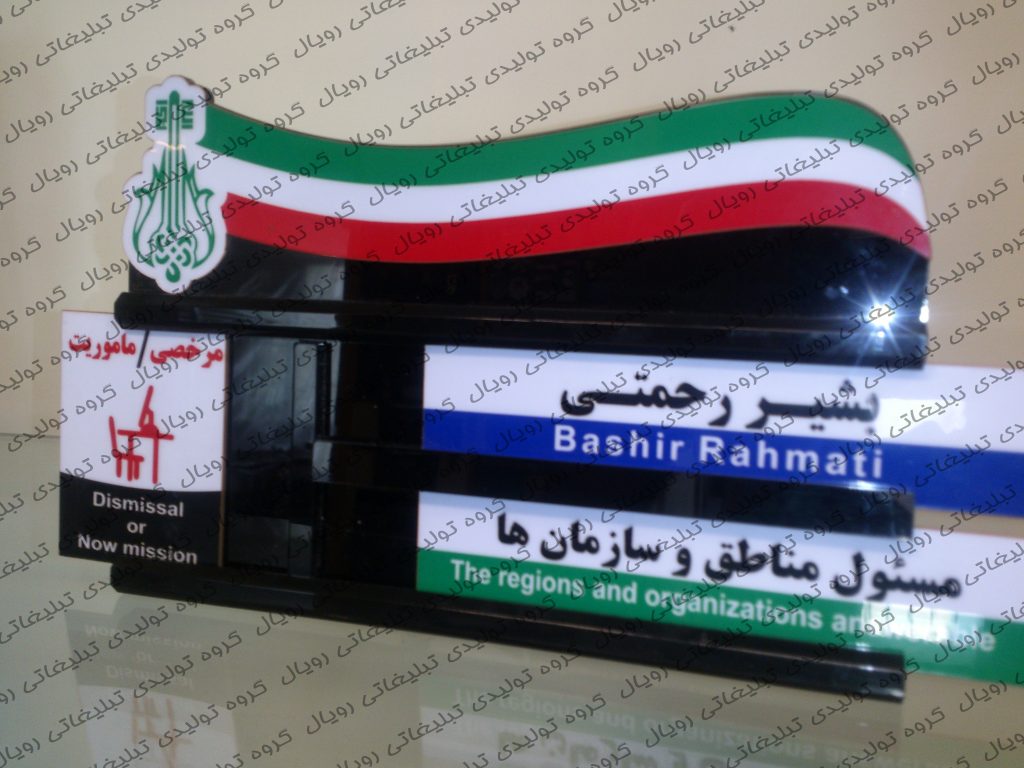 مرخصی ماموریت
Dismissal
or
Now mission
بشیر رحمتی
Bashir Rahmati
مسئول مناطق و سازمان ها
The regions and organizations
گروه تولیدی تبلیغاتی رویال